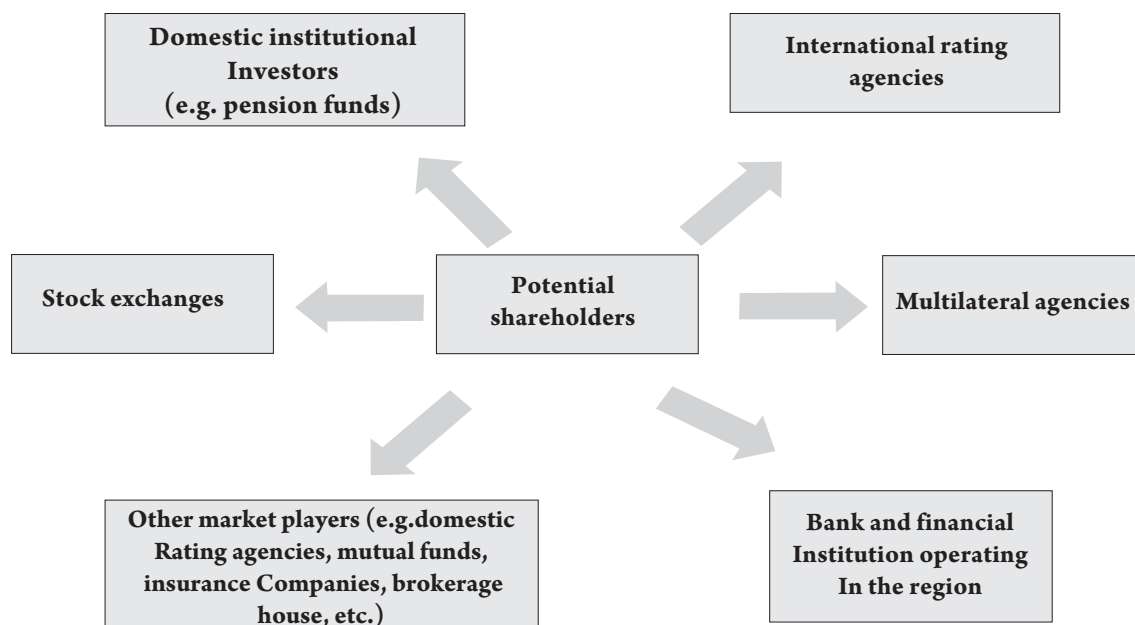 Domestic institutional
Investors
(e.g. pension funds)
International rating
agencies
Stock exchanges
Potential
shareholders
Multilateral agencies
Other market players (e.g.domestic
Rating agencies, mutual funds,
insurance Companies, brokerage
house, etc.)
Bank and financial
Institution operating
In the region